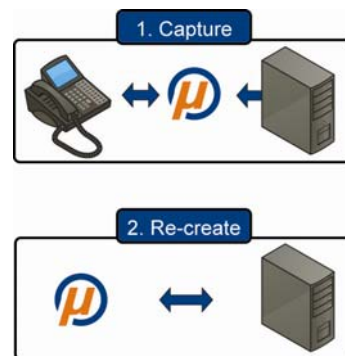 1. Capture
μ
2. Re-create
μ